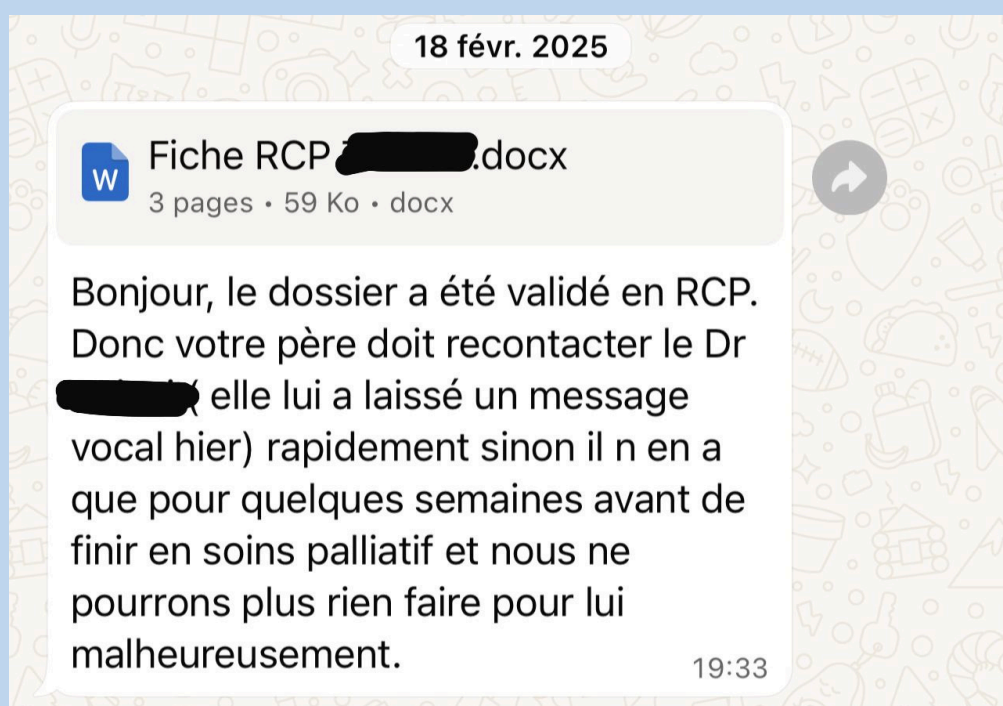 18 févr. 2025
Fiche RCP .docx
W
3 pages • 59 Ko • docx
Bonjour, le dossier a été validé en RCP.
Donc votre père doit recontacter le Dr
( elle lui a laissé un message
vocal hier) rapidement sinon il n en a
que pour quelques semaines avant de
finir en soins palliatif et nous ne
pourrons plus rien faire pour lui
malheureusement.
19:33